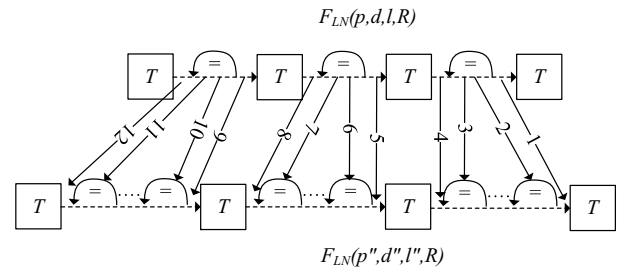 F_LN(p,d,l,R)
= = =
T T T T
12 11 10 9 8 7 6 5 4 3 2 1
= ..... = = ..... = = ..... =
T T T T
F_LN(p",d",l",R)